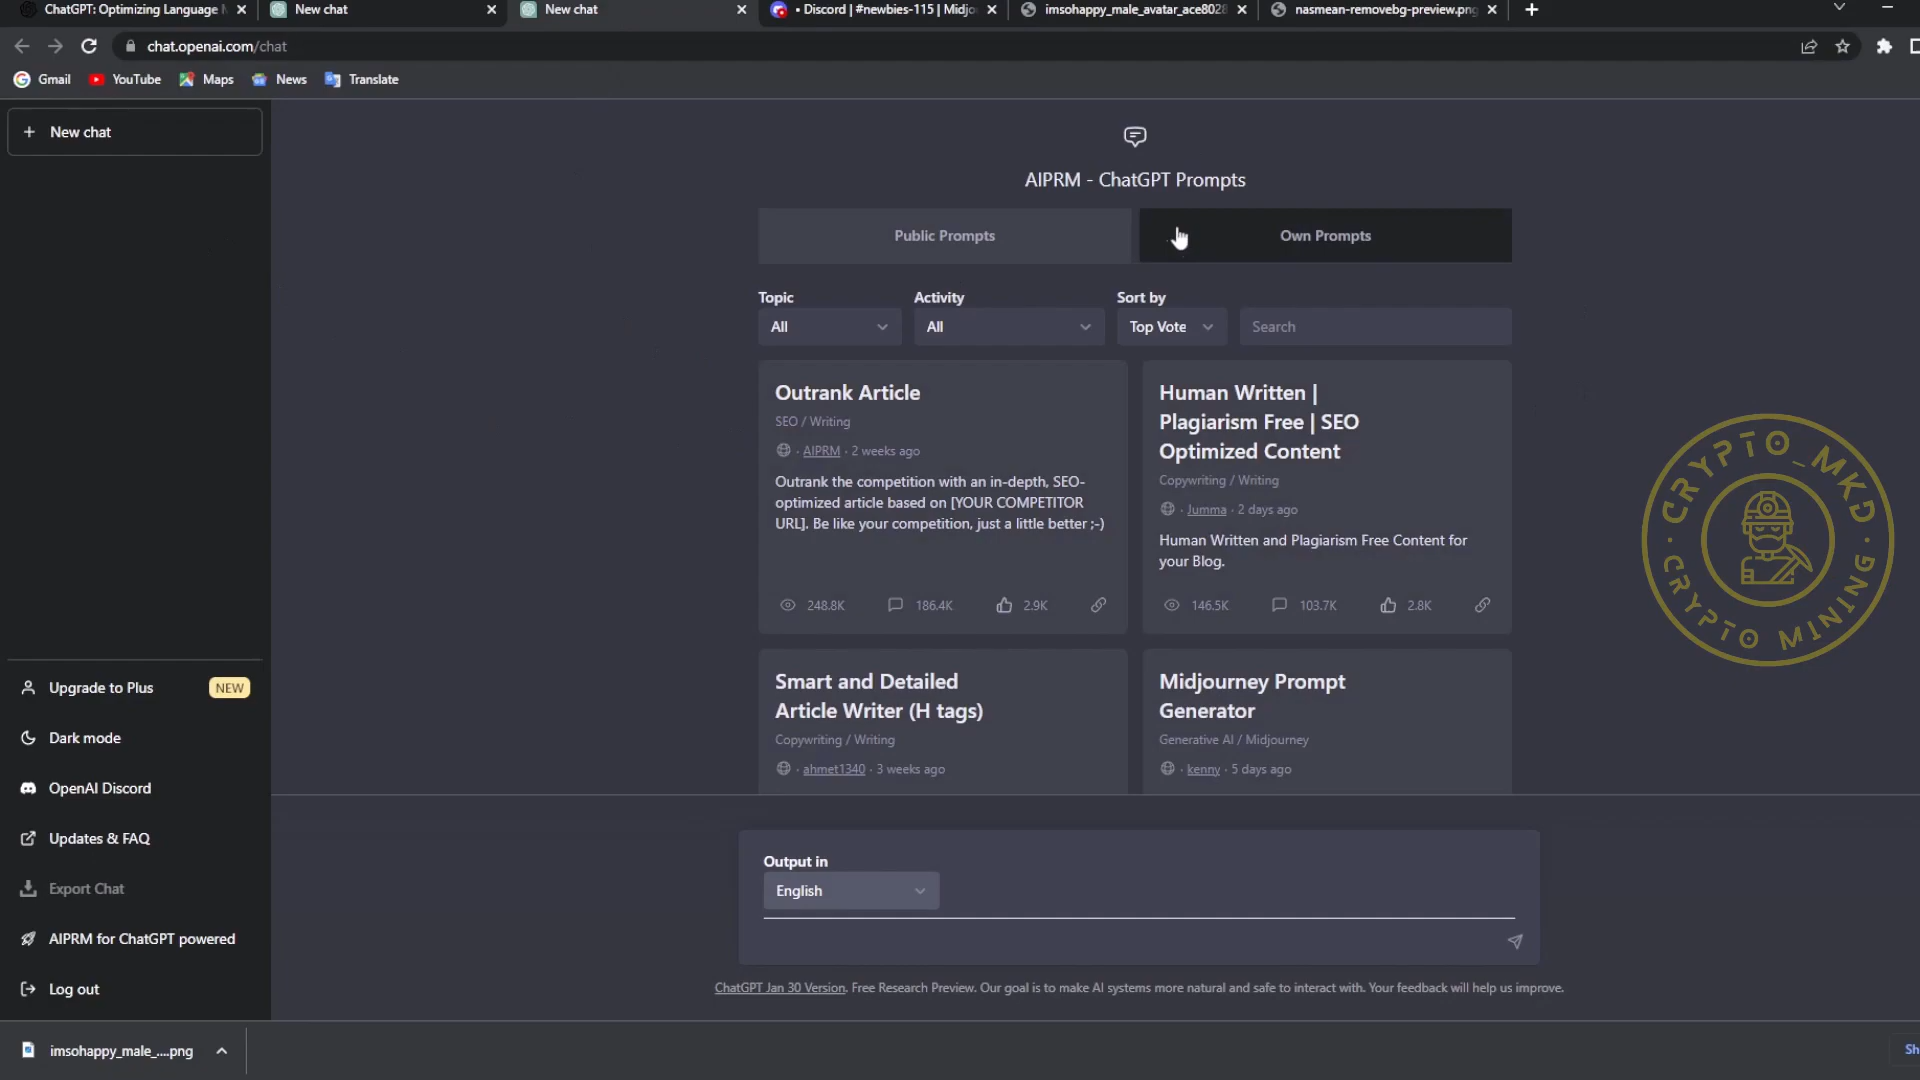 ChatGPT: Optimizing Language
New chat
New chat
• Discord | #newbies-115 | Midjo
imsohappy_male_avatar_ace8028
nasmean-removebg-preview.png
chat.openai.com/chat
Gmail
YouTube
Maps
News
Translate
New chat
AIPRM - ChatGPT Prompts
Public Prompts
Own Prompts
Topic
Activity
Sort by
All
All
Top Vote
Search
Outrank Article
SEO / Writing
· AIPRM · 2 weeks ago
Outrank the competition with an in-depth, SEO-
optimized article based on [YOUR COMPETITOR
URL]. Be like your competition, just a little better ;-)
248.8K
186.4K
2.9K
Human Written |
Plagiarism Free | SEO
Optimized Content
Copywriting / Writing
· Jumma · 2 days ago
Human Written and Plagiarism Free Content for
your Blog.
146.5K
103.7K
2.8K
Smart and Detailed
Article Writer (H tags)
Copywriting / Writing
· ahmet1340 · 3 weeks ago
Midjourney Prompt
Generator
Generative AI / Midjourney
· kenny · 5 days ago
CRYPTO_MKD
CRYPTO MINING
Upgrade to Plus
NEW
Dark mode
OpenAI Discord
Updates & FAQ
Export Chat
AIPRM for ChatGPT powered
Log out
Output in
English
ChatGPT Jan 30 Version. Free Research Preview. Our goal is to make AI systems more natural and safe to interact with. Your feedback will help us improve.
imsohappy_male_....png
Sh